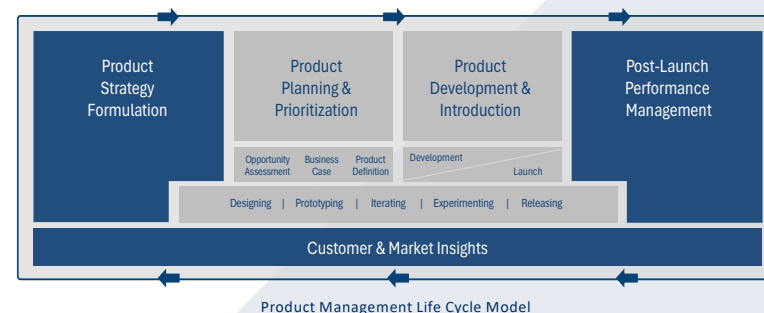 Product
Strategy
Formulation
Product
Planning &
Prioritization
Product
Development &
Introduction
Post-Launch
Performance
Management
Opportunity
Assessment
Business
Case
Product
Definition
Development
Launch
Designing | Prototyping | Iterating | Experimenting | Releasing
Customer & Market Insights
Product Management Life Cycle Model